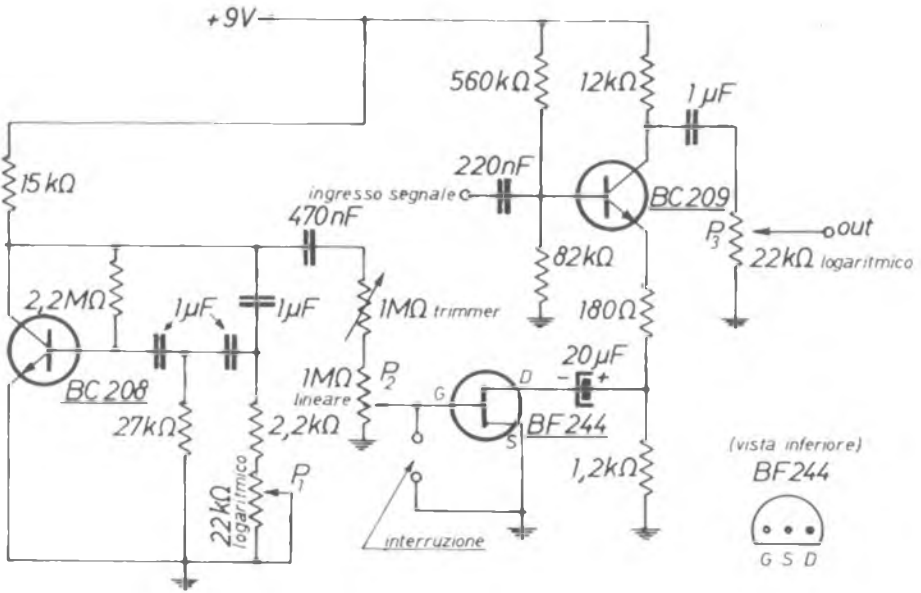 +9V
560kΩ
12kΩ
1µF
15kΩ
220nF
ingresso segnale
BC209
470nF
P3
out
22kΩ logaritmico
82kΩ
2,2MΩ
1µF
1µF
1MΩ trimmer
180Ω
20µF
- +
1MΩ
lineare
P2
G
D
S
BF244
BC208
27kΩ
2,2kΩ
1,2kΩ
(vista inferiore)
BF244
22kΩ
logaritmico
P1
interruzione
G S D